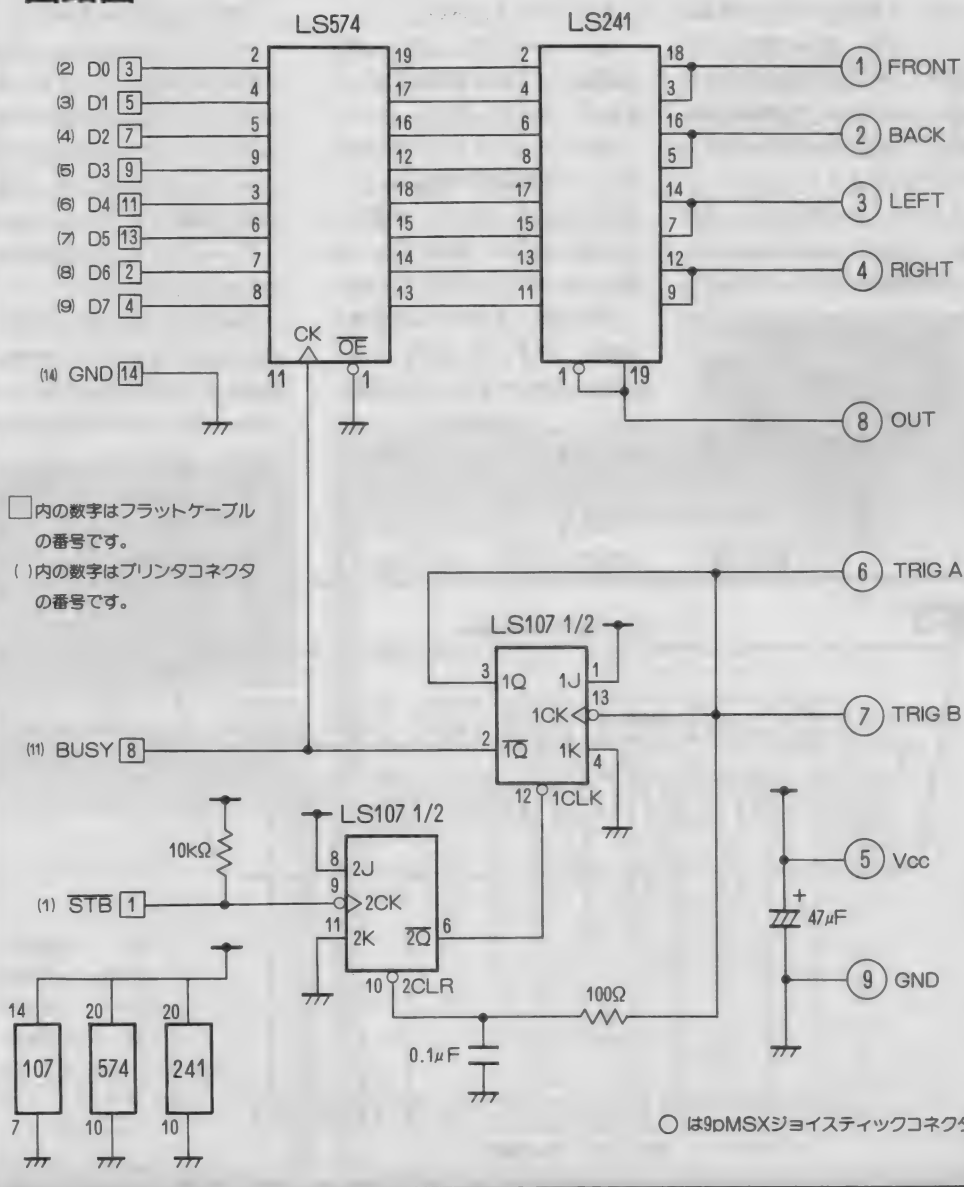 LS574
LS241
(2) D0 3
2
19
2
18
1 FRONT
(3) D1 5
4
17
4
3
(4) D2 7
5
16
6
16
2 BACK
(5) D3 9
9
12
8
5
(6) D4 11
3
18
17
14
3 LEFT
(7) D5 13
6
15
15
7
(8) D6 2
7
14
13
12
4 RIGHT
(9) D7 4
8
13
11
9
CK
OE
11
1
1
19
(14) GND 14
8 OUT
□内の数字はフラットケーブル
の番号です。
( )内の数字はプリンタコネクタ
の番号です。
6 TRIG A
LS107 1/2
3
1Q
1J
1
13
1CK
7 TRIG B
(11) BUSY 8
2
1Q
1K
4
12
1CLK
LS107 1/2
10kΩ
8
2J
9
2CK
(1) STB 1
11
2K
2Q
6
10
2CLR
5 Vcc
+
47μF
9 GND
100Ω
0.1μF
14
20
20
107
574
241
7
10
10
○ は9pMSXジョイスティックコネクタ